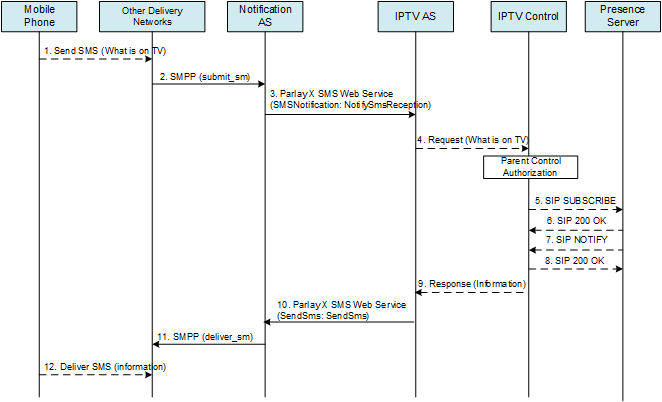 Mobile
Phone
Other Delivery
Networks
Notification
AS
IPTV AS
IPTV Control
Presence
Server
1. Send SMS (What is on TV)
2. SMPP (submit_sm)
3. ParlayX SMS Web Service
(SMSNotification: NotifySmsReception)
4. Request (What is on TV)
Parent Control
Authorization
5. SIP SUBSCRIBE
6. SIP 200 OK
7. SIP NOTIFY
8. SIP 200 OK
9. Response (Information)
10. ParlayX SMS Web Service
(SendSms: SendSms)
11. SMPP (deliver_sm)
12. Deliver SMS (information)